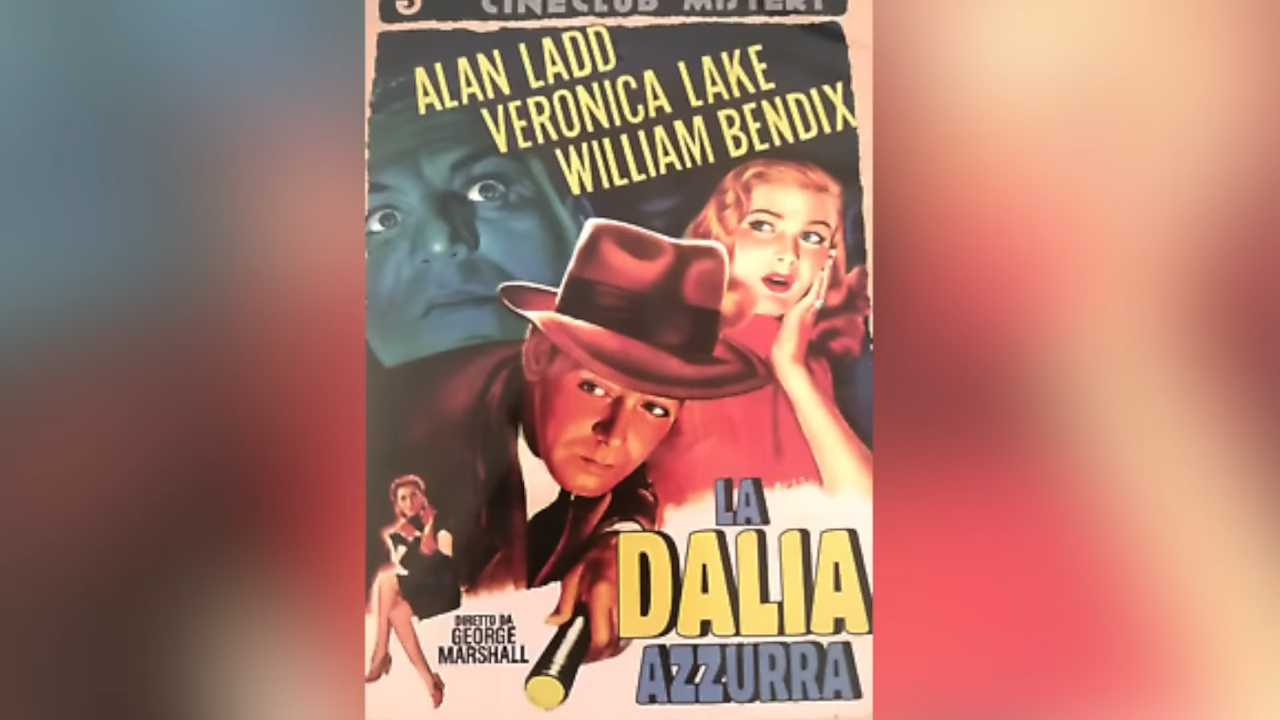 CINECLUB MISTERY
ALAN LADD
VERONICA LAKE
WILLIAM BENDIX
LA
DALIA
AZZURRA
DIRETTO DA
GEORGE
MARSHALL